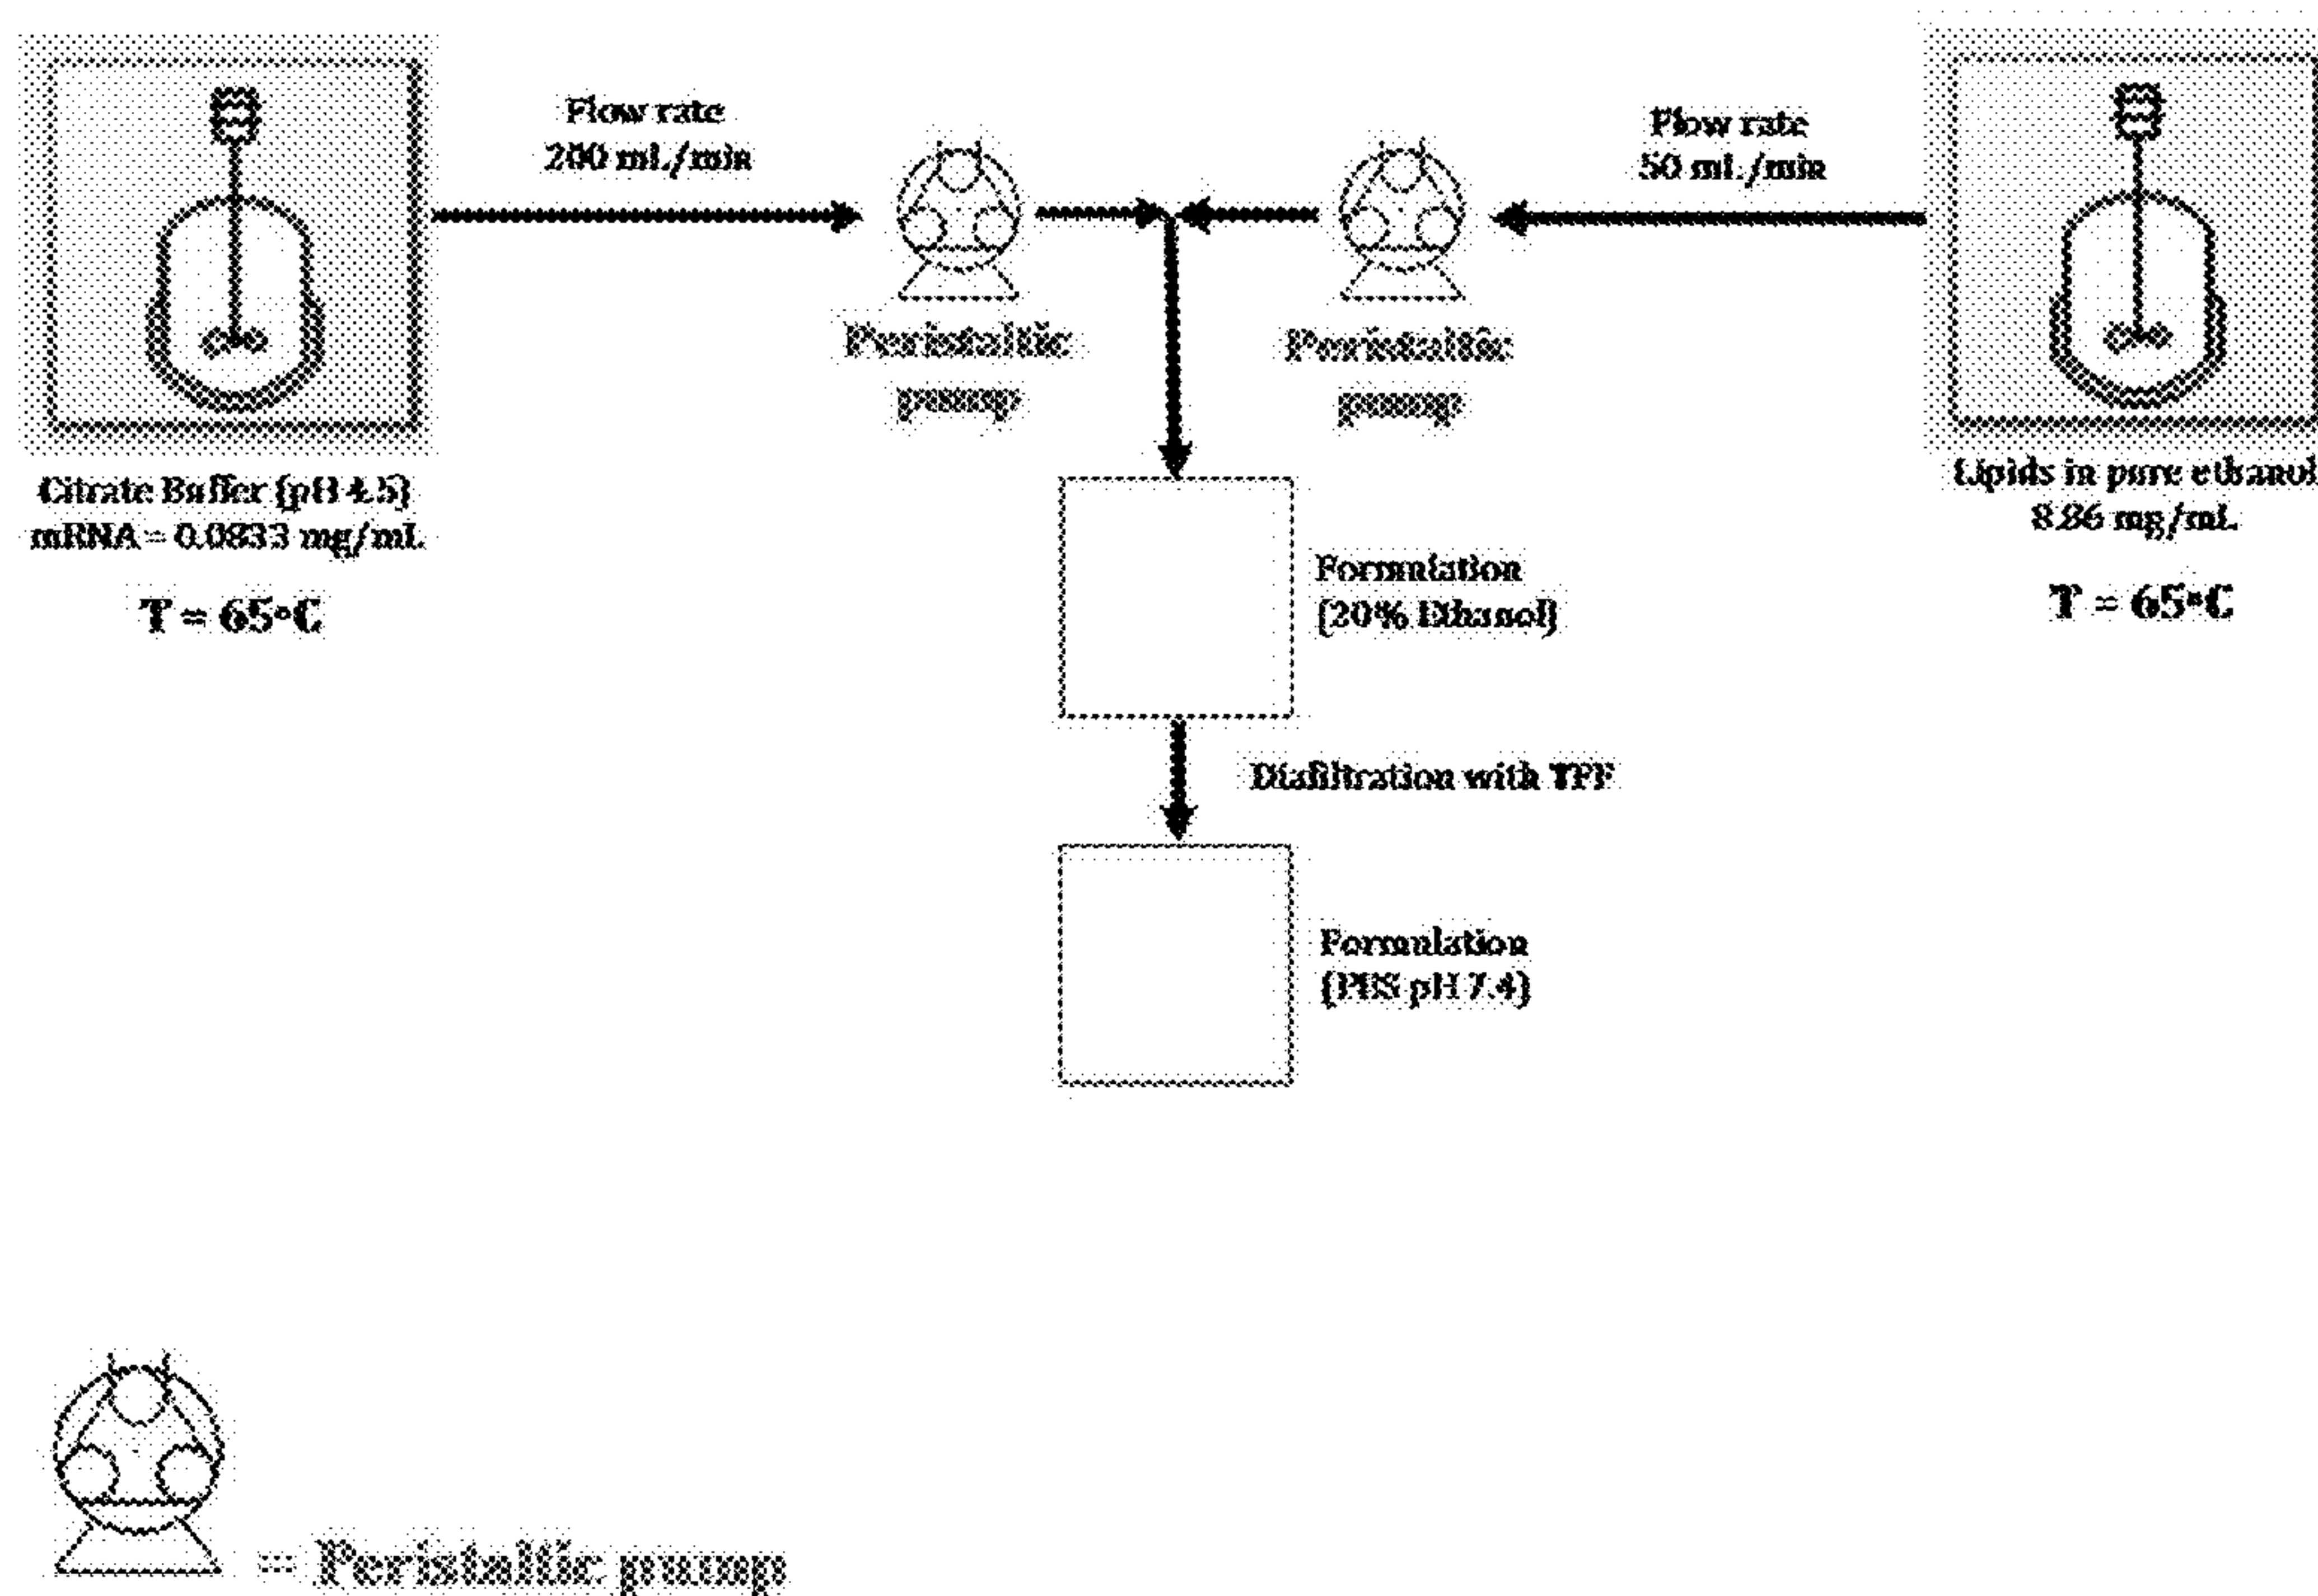 Flow rate
200 mL/min
Flow rate
50 mL/min
Peristaltic
pump
Peristaltic
pump
Citrate Buffer (pH 4.5)
mRNA = 0.0833 mg/mL
T = 65°C
Lipids in pure ethanol
8.86 mg/mL
T = 65°C
Formulation
(20% Ethanol)
Diafiltration with TFF
Formulation
(PBS pH 7.4)
= Peristaltic pump